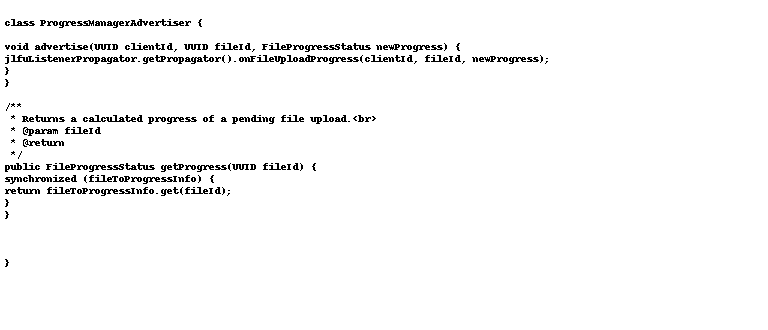 class ProgressManagerAdvertiser {
void advertise(UUID clientId, UUID fileId, FileProgressStatus newProgress) {
jlfuListenerPropagator.getPropagator().onFileUploadProgress(clientId, fileId, newProgress);
}
}
/**
* Returns a calculated progress of a pending file upload.<br>
* @param fileId
* @return
*/
public FileProgressStatus getProgress(UUID fileId) {
synchronized (fileToProgressInfo) {
return fileToProgressInfo.get(fileId);
}
}
}